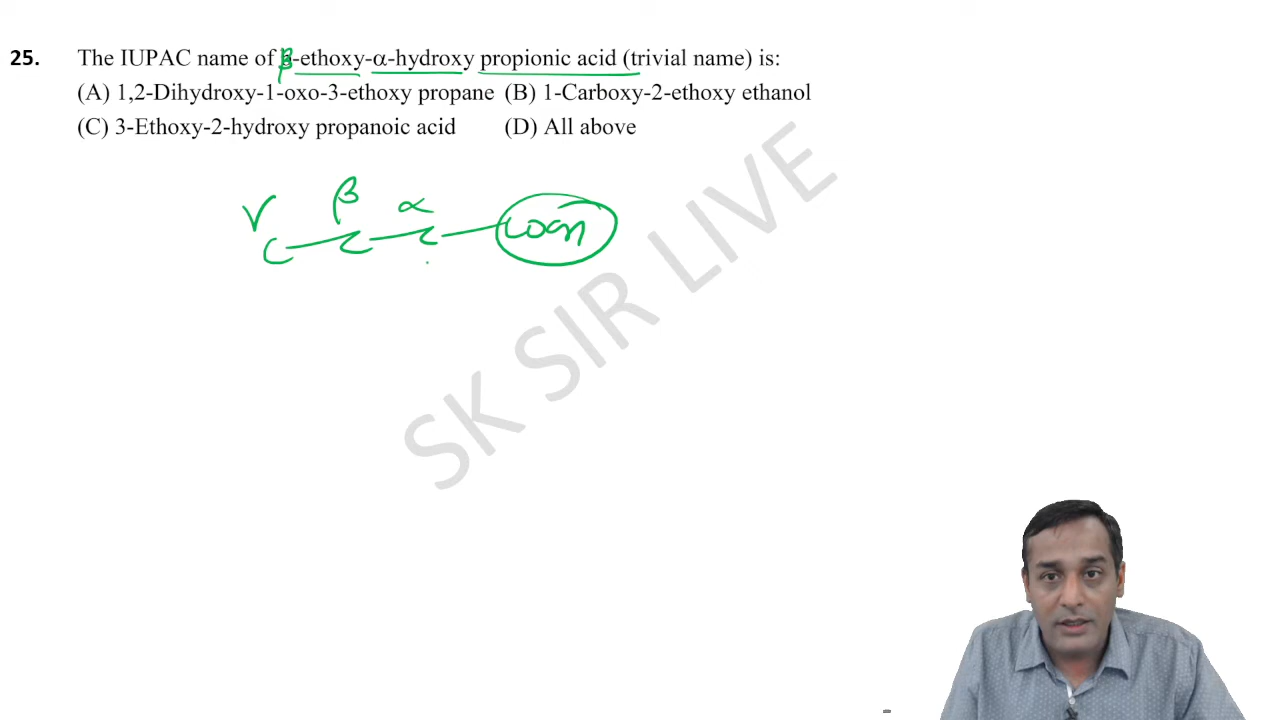 25. The IUPAC name of β-ethoxy-α-hydroxy propionic acid (trivial name) is:
(A) 1,2-Dihydroxy-1-oxo-3-ethoxy propane (B) 1-Carboxy-2-ethoxy ethanol
(C) 3-Ethoxy-2-hydroxy propanoic acid (D) All above
γ β α
C C C COOH
SK SIR LIVE